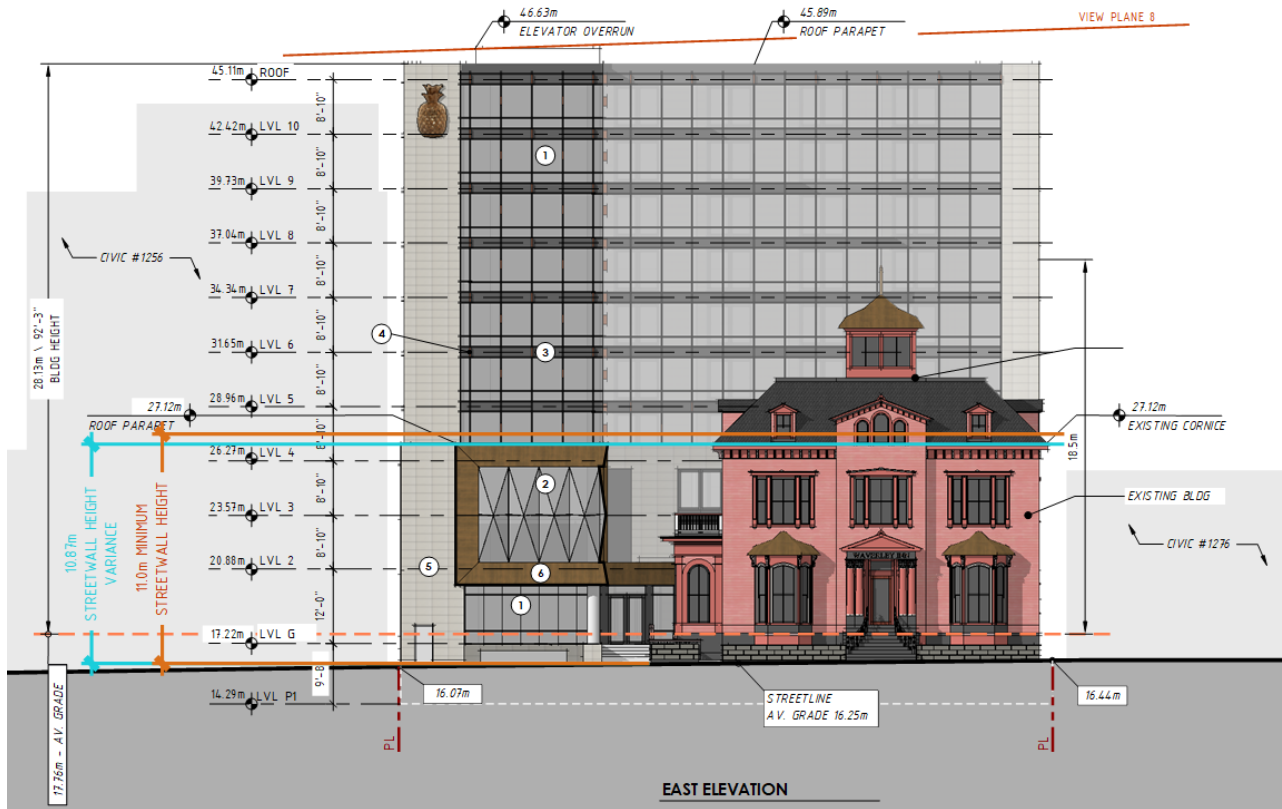 46.63m
ELEVATOR OVERRUN
45.89m
ROOF PARAPET
VIEW PLANE 8
45.11m ROOF
8'-10"
42.42m LVL 10
8'-10"
1
39.73m LVL 9
8'-10"
37.04m LVL 8
CIVIC #1256
8'-10"
34.34m LVL 7
8'-10"
28.13m \ 92'-3"
BLDG HEIGHT
4
31.65m LVL 6
3
8'-10"
28.96m LVL 5
27.12m
ROOF PARAPET
8'-10"
27.12m
EXISTING CORNICE
18.5m
26.27m LVL 4
2
8'-10"
EXISTING BLDG
23.57m LVL 3
10.87m
STREETWALL HEIGHT
VARIANCE
11.0m MINIMUM
STREETWALL HEIGHT
8'-10"
CIVIC #1276
WAVERLEY
20.88m LVL 2
5
6
1
12'-0"
17.22m LVL G
9'-8
16.07m
16.44m
14.29m LVL P1
STREETLINE
AV. GRADE 16.25m
17.76m - AV. GRADE
PL
PL
EAST ELEVATION